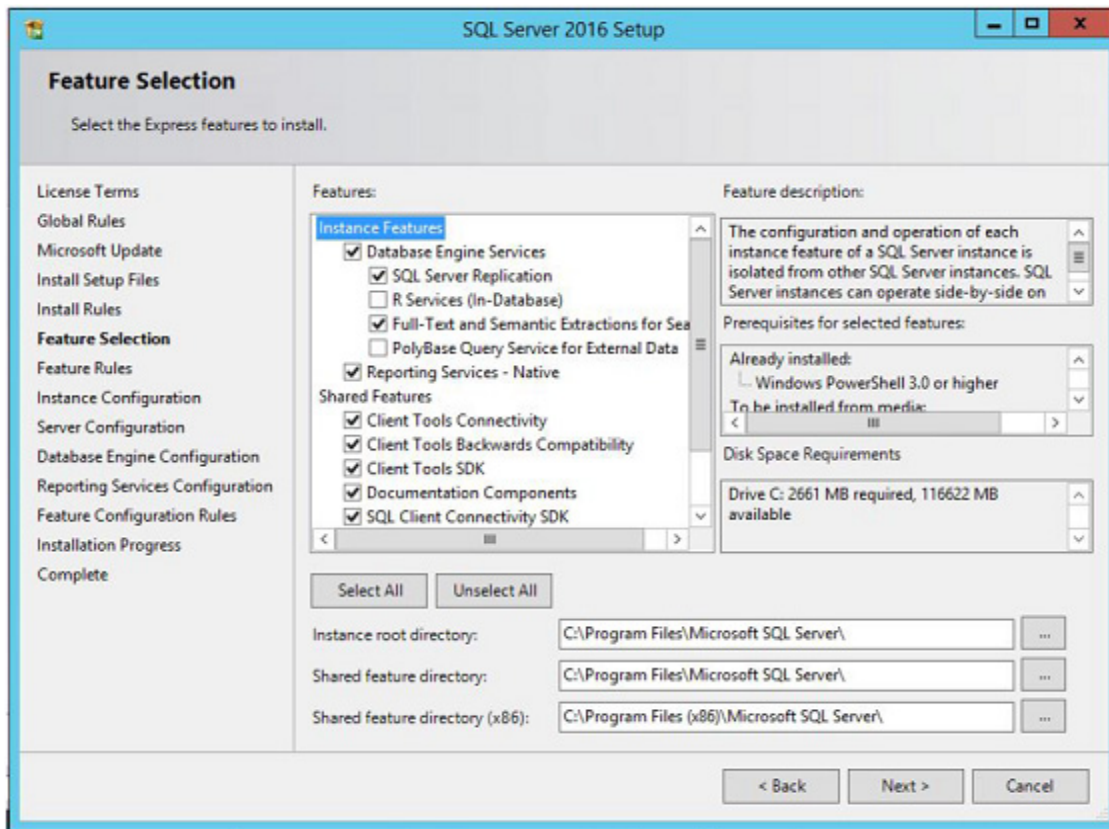 SQL Server 2016 Setup
Feature Selection
Select the Express features to install.
License Terms
Global Rules
Microsoft Update
Install Setup Files
Install Rules
Feature Selection
Feature Rules
Instance Configuration
Server Configuration
Database Engine Configuration
Reporting Services Configuration
Feature Configuration Rules
Installation Progress
Complete
Features:
Instance Features
Database Engine Services
SQL Server Replication
R Services (In-Database)
Full-Text and Semantic Extractions for Sea
PolyBase Query Service for External Data
Reporting Services - Native
Shared Features
Client Tools Connectivity
Client Tools Backwards Compatibility
Client Tools SDK
Documentation Components
SQL Client Connectivity SDK
Feature description:
The configuration and operation of each
instance feature of a SQL Server instance is
isolated from other SQL Server instances. SQL
Server instances can operate side-by-side on
Prerequisites for selected features:
Already installed:
Windows PowerShell 3.0 or higher
To be installed from media:
Disk Space Requirements
Drive C: 2661 MB required, 116622 MB
available
Select All
Unselect All
Instance root directory:
C:\Program Files\Microsoft SQL Server\
...
Shared feature directory:
C:\Program Files\Microsoft SQL Server\
...
Shared feature directory (x86):
C:\Program Files (x86)\Microsoft SQL Server\
...
< Back
Next >
Cancel